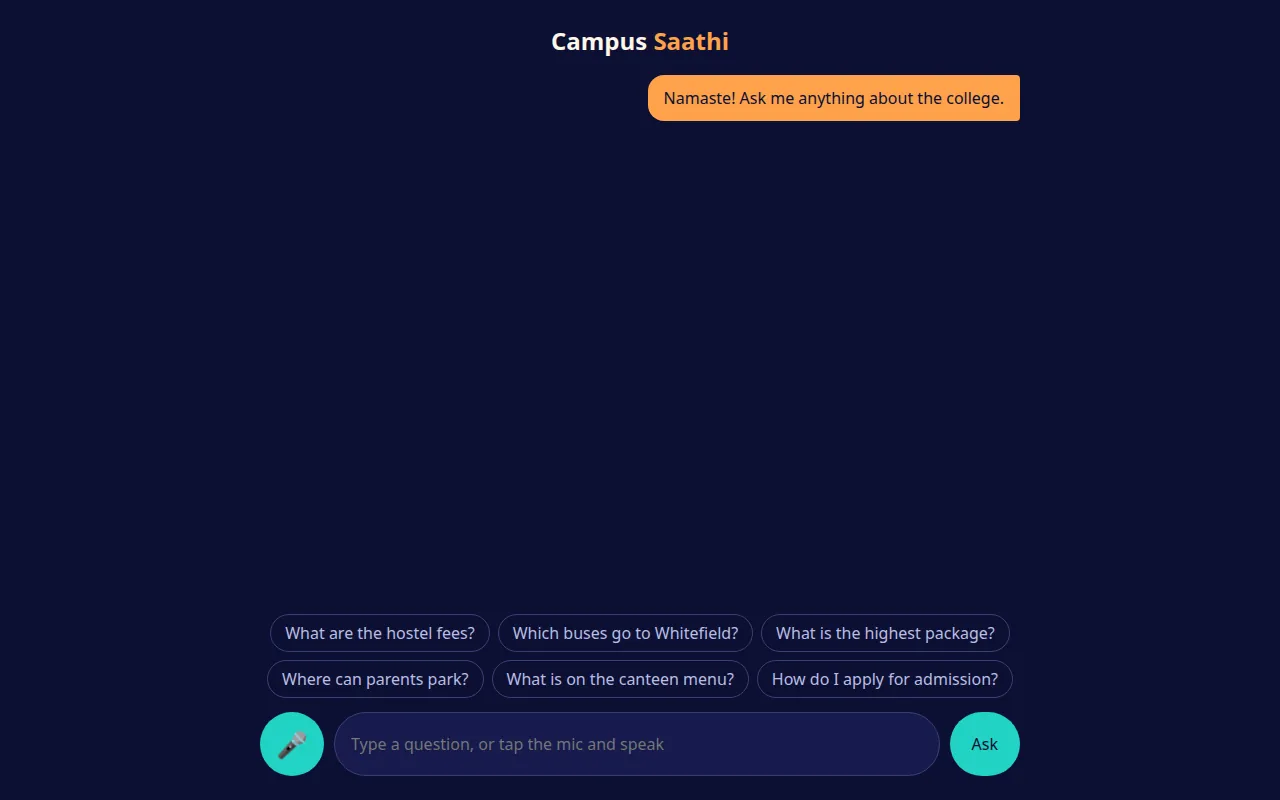 Campus Saathi
Namaste! Ask me anything about the college.
What are the hostel fees?
Which buses go to Whitefield?
What is the highest package?
Where can parents park?
What is on the canteen menu?
How do I apply for admission?
Type a question, or tap the mic and speak
Ask